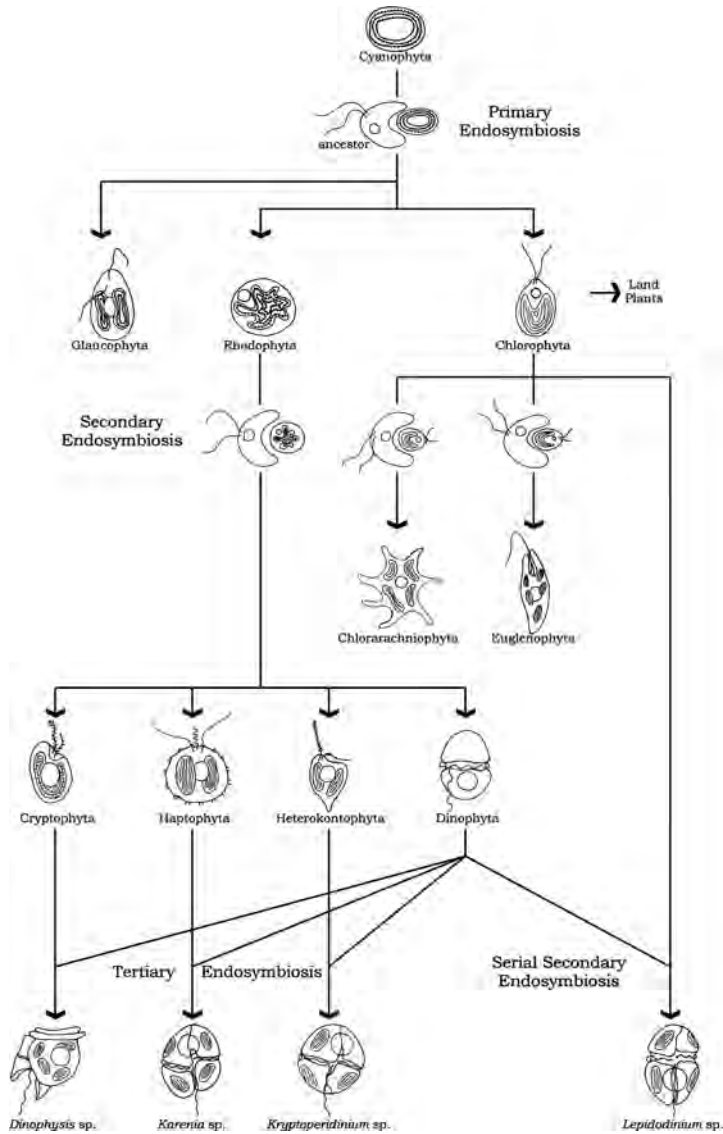 Cyanophyta
Primary
Endosymbiosis
ancestor
Land
Plants
Glaucophyta
Rhodophyta
Chlorophyta
Secondary
Endosymbiosis
Chlorarachniophyta
Euglenophyta
Cryptophyta
Haptophyta
Heterokontophyta
Dinophyta
Tertiary Endosymbiosis
Serial Secondary
Endosymbiosis
Dinophysis sp.
Karenia sp.
Kryptoperidinium sp.
Lepidodinium sp.